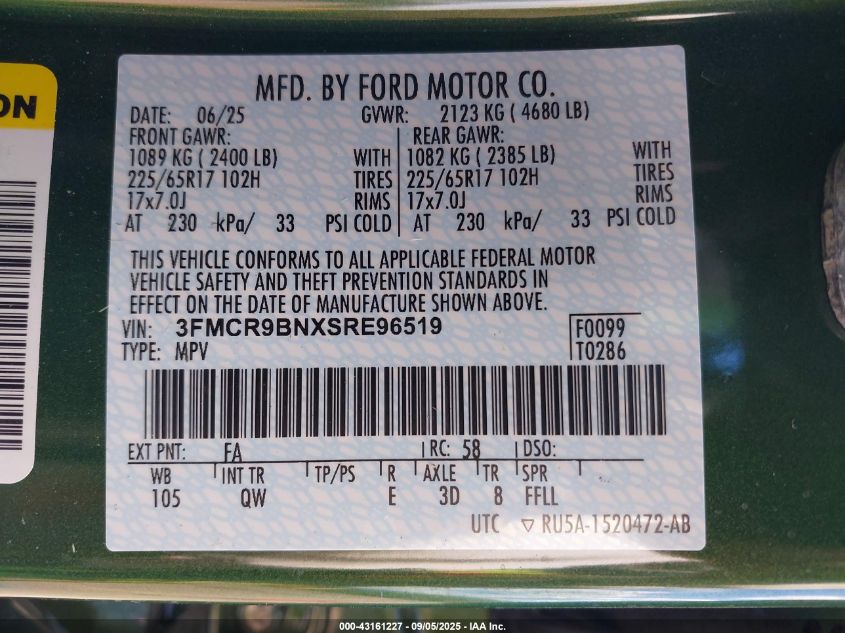 ON
MFD. BY FORD MOTOR CO.
DATE: 06/25 GVWR: 2123 KG ( 4680 LB)
FRONT GAWR: REAR GAWR:
1089 KG ( 2400 LB) WITH 1082 KG ( 2385 LB) WITH
225/65R17 102H TIRES 225/65R17 102H TIRES
17x7.0J RIMS 17x7.0J RIMS
AT 230 kPa/ 33 PSI COLD AT 230 kPa/ 33 PSI COLD
THIS VEHICLE CONFORMS TO ALL APPLICABLE FEDERAL MOTOR
VEHICLE SAFETY AND THEFT PREVENTION STANDARDS IN
EFFECT ON THE DATE OF MANUFACTURE SHOWN ABOVE.
VIN: 3FMCR9BNXSRE96519 F0099
TYPE: MPV T0286
EXT PNT: FA RC: 58 DSO:
WB INT TR TP/PS R AXLE TR SPR
105 QW E 3D 8 FFLL
UTC ▽ RU5A-1520472-AB
000-43161227 - 09/05/2025 - IAA Inc.